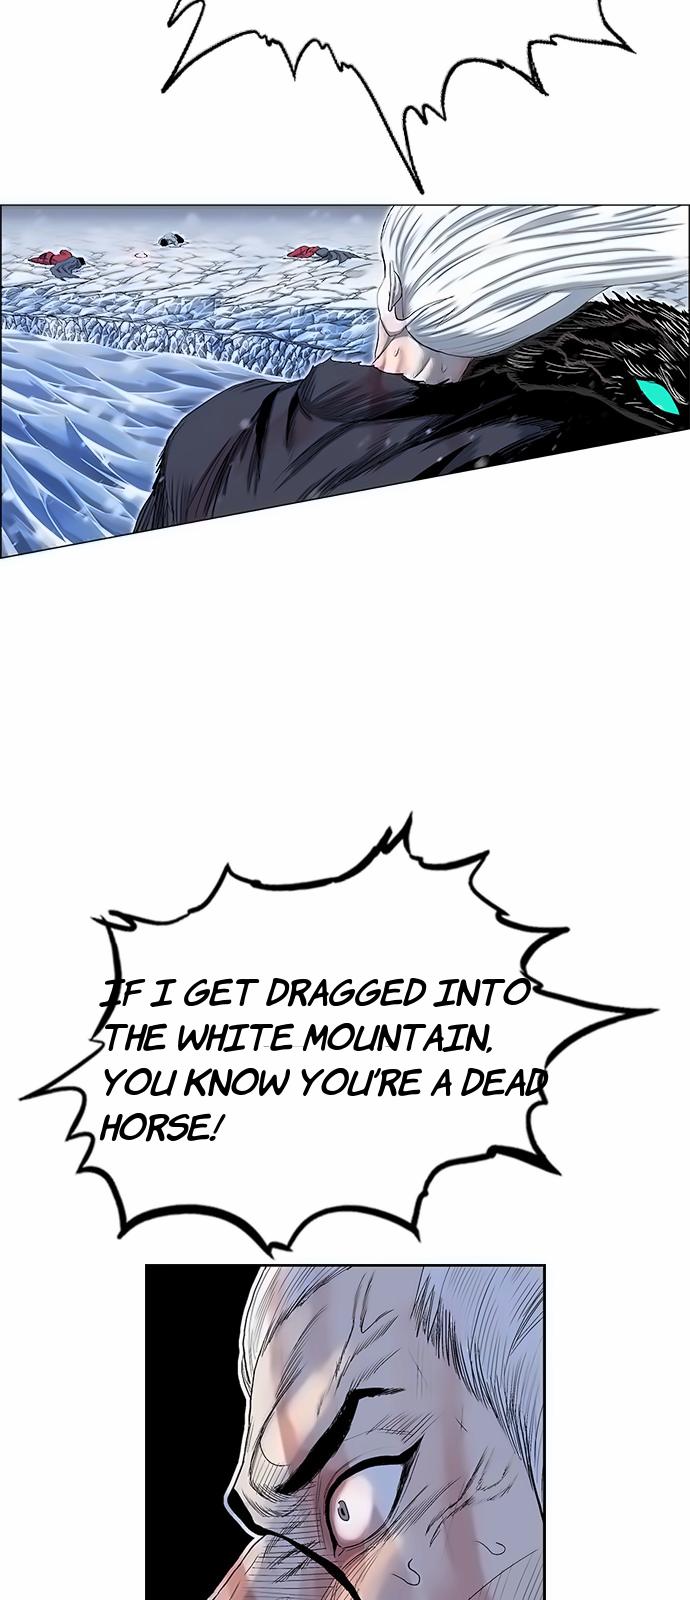 IF I GET DRAGGED INTO
THE WHITE MOUNTAIN,
YOU KNOW YOU'RE A DEAD
HORSE!